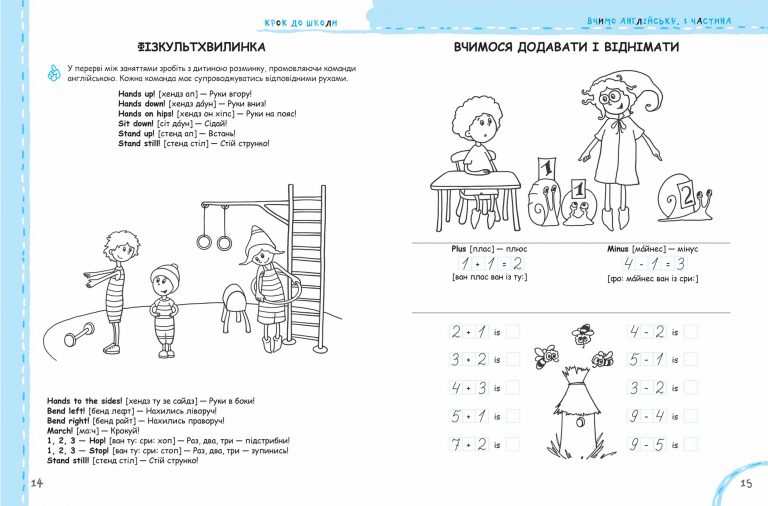 КРОК ДО ШКОЛИ
ФІЗКУЛЬТХВИЛИНКА
У перерві між заняттями зробіть з дитиною розминку, промовляючи команди
англійською. Кожна команда має супроводжуватись відповідними рухами.
Hands up! [хендз ап] — Руки вгору!
Hands down! [хендз да́ун] — Руки вниз!
Hands on hips! [хендз он хіпс] — Руки на пояс!
Sit down! [сіт да́ун] — Сідай!
Stand up! [стенд ап] — Встань!
Stand still! [стенд стіл] — Стій струнко!
Hands to the sides! [хендз ту зе сайдз] — Руки в боки!
Bend left! [бенд лефт] — Нахились ліворуч!
Bend right! [бенд райт] — Нахились праворуч!
March! [ма:ч] — Крокуй!
1, 2, 3 — Hop! [ван ту: сри: хоп] — Раз, два, три — підстрибни!
1, 2, 3 — Stop! [ван ту: сри: стоп] — Раз, два, три — зупинись!
Stand still! [стенд стіл] — Стій струнко!
14
ВЧИМО АНГЛІЙСЬКУ. 1 ЧАСТИНА
ВЧИМОСЯ ДОДАВАТИ І ВІДНІМАТИ
1
1
2
Plus [плас] — плюс
1 + 1 = 2
[ван плас ван із ту:]
Minus [ма́йнес] — мінус
4 - 1 = 3
[фо: ма́йнес ван із сри:]
2 + 1 is
3 + 2 is
4 + 3 is
5 + 1 is
7 + 2 is
4 - 2 is
5 - 1 is
3 - 2 is
9 - 4 is
9 - 5 is
15